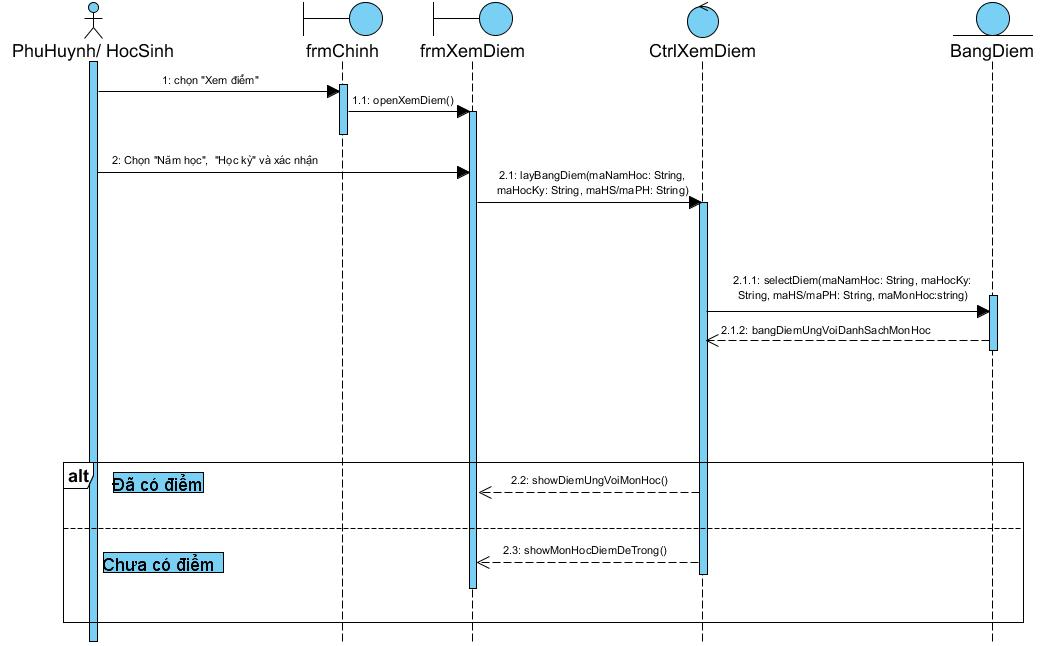 PhuHuynh/ HocSinh
frmChinh
frmXemDiem
CtrlXemDiem
BangDiem
1: chọn "Xem điểm"
1.1: openXemDiem()
2: Chọn "Năm học", "Học kỳ" và xác nhận
2.1: layBangDiem(maNamHoc: String,
maHocKy: String, maHS/maPH: String)
2.1.1: selectDiem(maNamHoc: String, maHocKy:
String, maHS/maPH: String, maMonHoc:string)
2.1.2: bangDiemUngVoiDanhSachMonHoc
alt
Đã có điểm
2.2: showDiemUngVoiMonHoc()
2.3: showMonHocDiemDeTrong()
Chưa có điểm